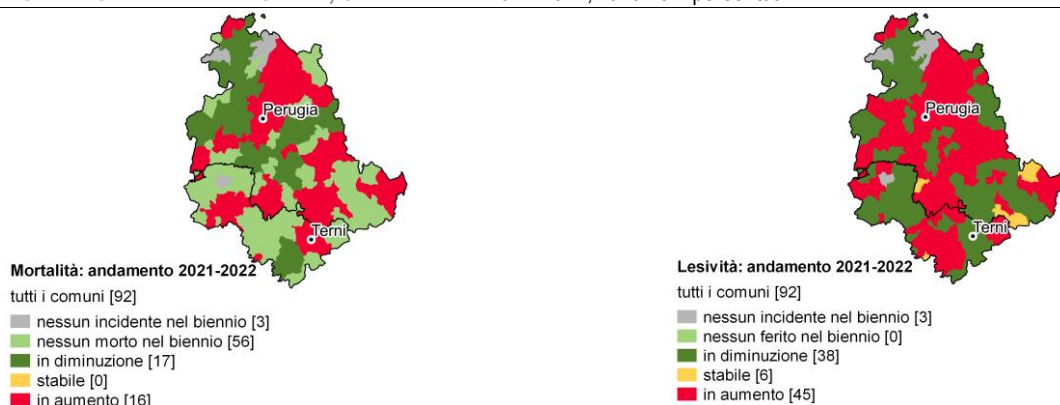 Perugia
Terni
Mortalità: andamento 2021-2022
tutti i comuni [92]
nessun incidente nel biennio [3]
nessun morto nel biennio [56]
in diminuzione [17]
stabile [0]
in aumento [16]
Perugia
Terni
Lesività: andamento 2021-2022
tutti i comuni [92]
nessun incidente nel biennio [3]
nessun ferito nel biennio [0]
in diminuzione [38]
stabile [6]
in aumento [45]